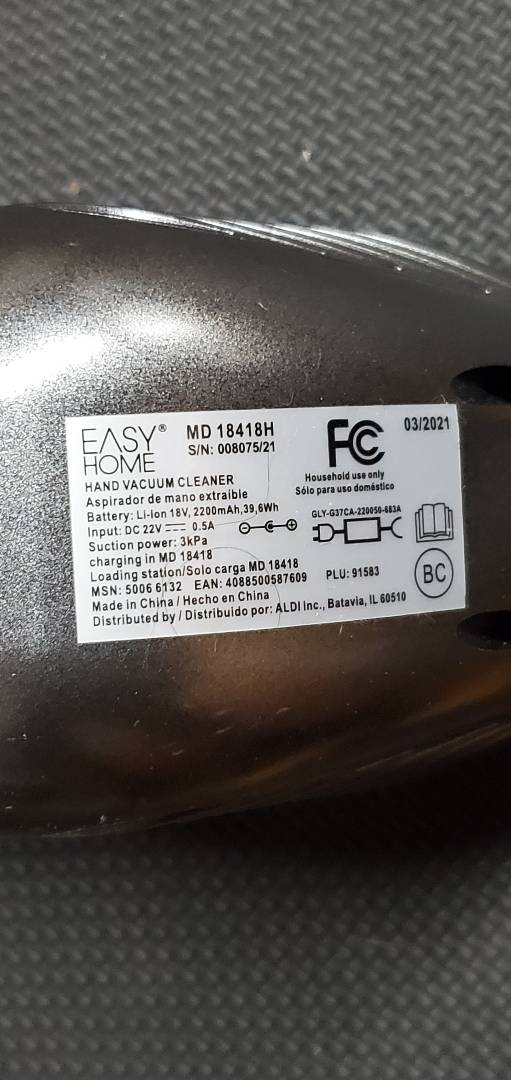 EASY HOME®
MD 18418H
S/N: 008075/21
FC
03/2021
Household use only
Sólo para uso doméstico
HAND VACUUM CLEANER
Aspirador de mano extraíble
Battery: Li-Ion 18V, 2200mAh,39,6Wh
Input: DC 22V 0.5A
Suction power: 3kPa
charging in MD 18418
Loading station/Solo carga MD 18418
MSN: 5006 6132 EAN: 4088500587609 PLU: 91583
Made in China / Hecho en China
Distributed by / Distribuido por: ALDI Inc., Batavia, IL 60510
GLY-G37CA-220050-683A
BC